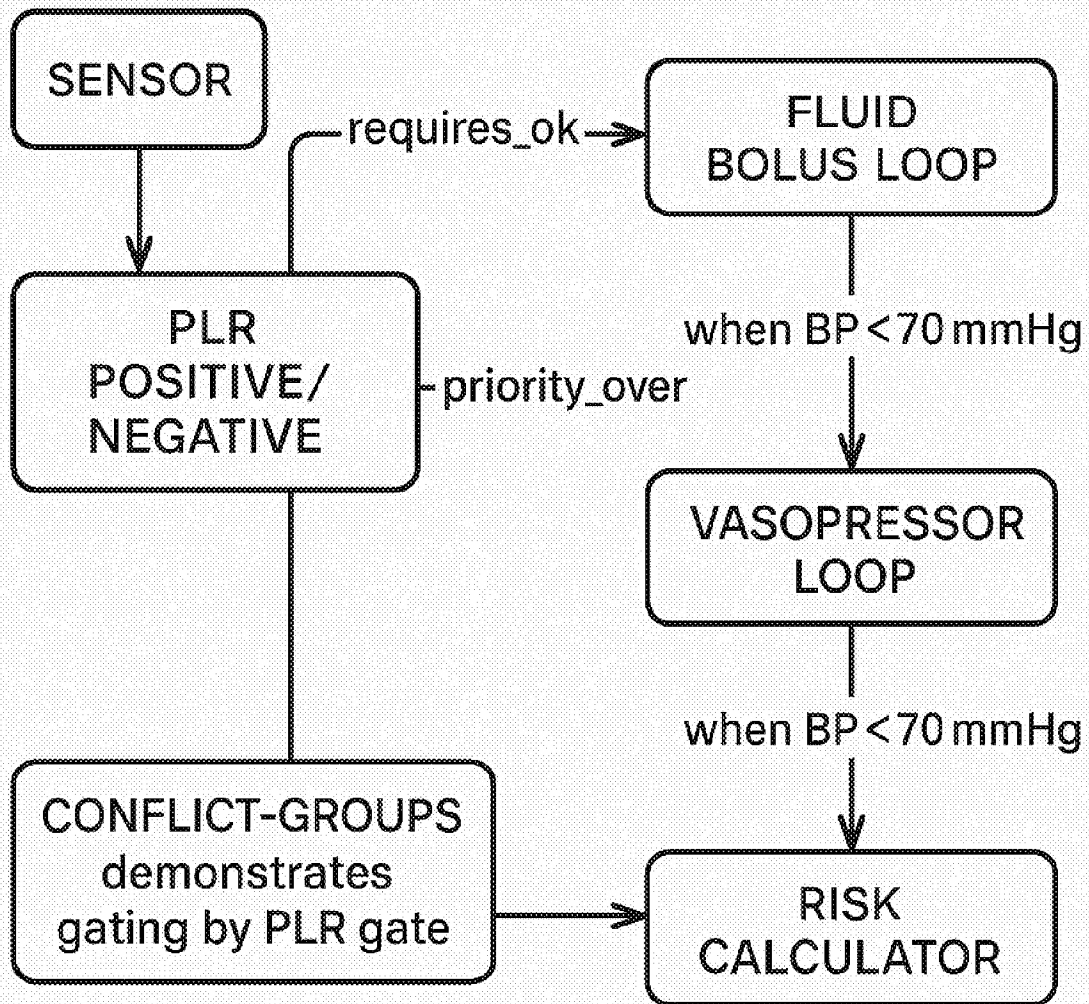 SENSOR
requires_ok
FLUID
BOLUS LOOP
PLR
POSITIVE/
NEGATIVE
priority_over
when BP < 70 mmHg
VASOPRESSOR
LOOP
when BP < 70 mmHg
CONFLICT-GROUPS
demonstrates
gating by PLR gate
RISK
CALCULATOR